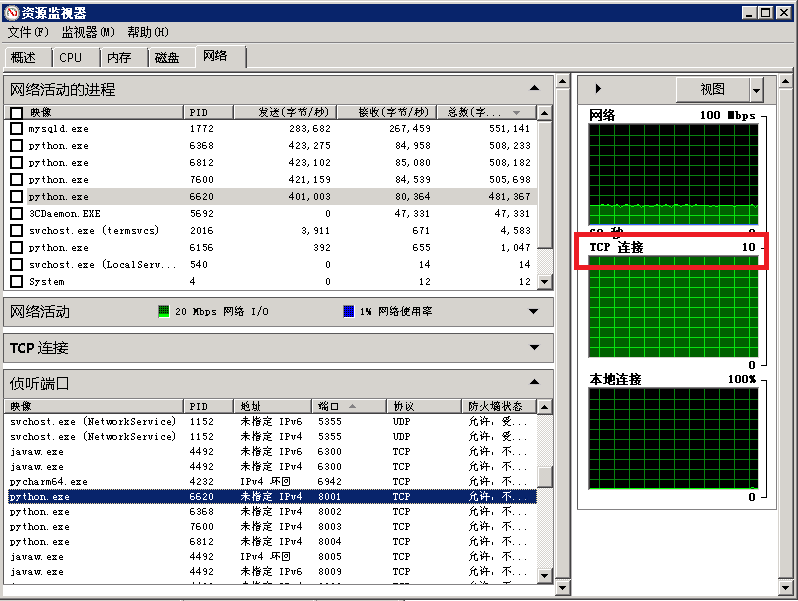 资源监视器
文件(F) 监视器(M) 帮助(H)
概述 CPU 内存 磁盘 网络
网络活动的进程
映像 PID 发送(字节/秒) 接收(字节/秒) 总数(字...
mysqld.exe 1772 283,682 267,459 551,141
python.exe 6368 423,275 84,958 508,233
python.exe 6812 423,102 85,080 508,182
python.exe 7600 421,159 84,539 505,698
python.exe 6620 401,003 80,364 481,367
3CDaemon.EXE 5692 0 47,331 47,331
svchost.exe (termsvcs) 2016 3,911 671 4,583
python.exe 6156 392 655 1,047
svchost.exe (LocalServ... 540 0 14 14
System 4 0 12 12
网络活动 20 Mbps 网络 I/O 1% 网络使用率
TCP 连接
侦听端口
映像 PID 地址 端口 协议 防火墙状态
svchost.exe (NetworkService) 1152 未指定 IPv6 5355 UDP 允许，受...
svchost.exe (NetworkService) 1152 未指定 IPv4 5355 UDP 允许，受...
javaw.exe 4492 未指定 IPv6 6300 TCP 允许，不...
javaw.exe 4492 未指定 IPv4 6300 TCP 允许，不...
pycharm64.exe 4232 IPv4 环回 6942 TCP 允许，不...
python.exe 6620 未指定 IPv4 8001 TCP 允许，不...
python.exe 6368 未指定 IPv4 8002 TCP 允许，不...
python.exe 7600 未指定 IPv4 8003 TCP 允许，不...
python.exe 6812 未指定 IPv4 8004 TCP 允许，不...
javaw.exe 4492 IPv4 环回 8005 TCP 允许，不...
javaw.exe 4492 未指定 IPv6 8009 TCP 允许，不...
视图
网络 100 Mbps
60 秒 0
TCP 连接 10
0
本地连接 100%
0